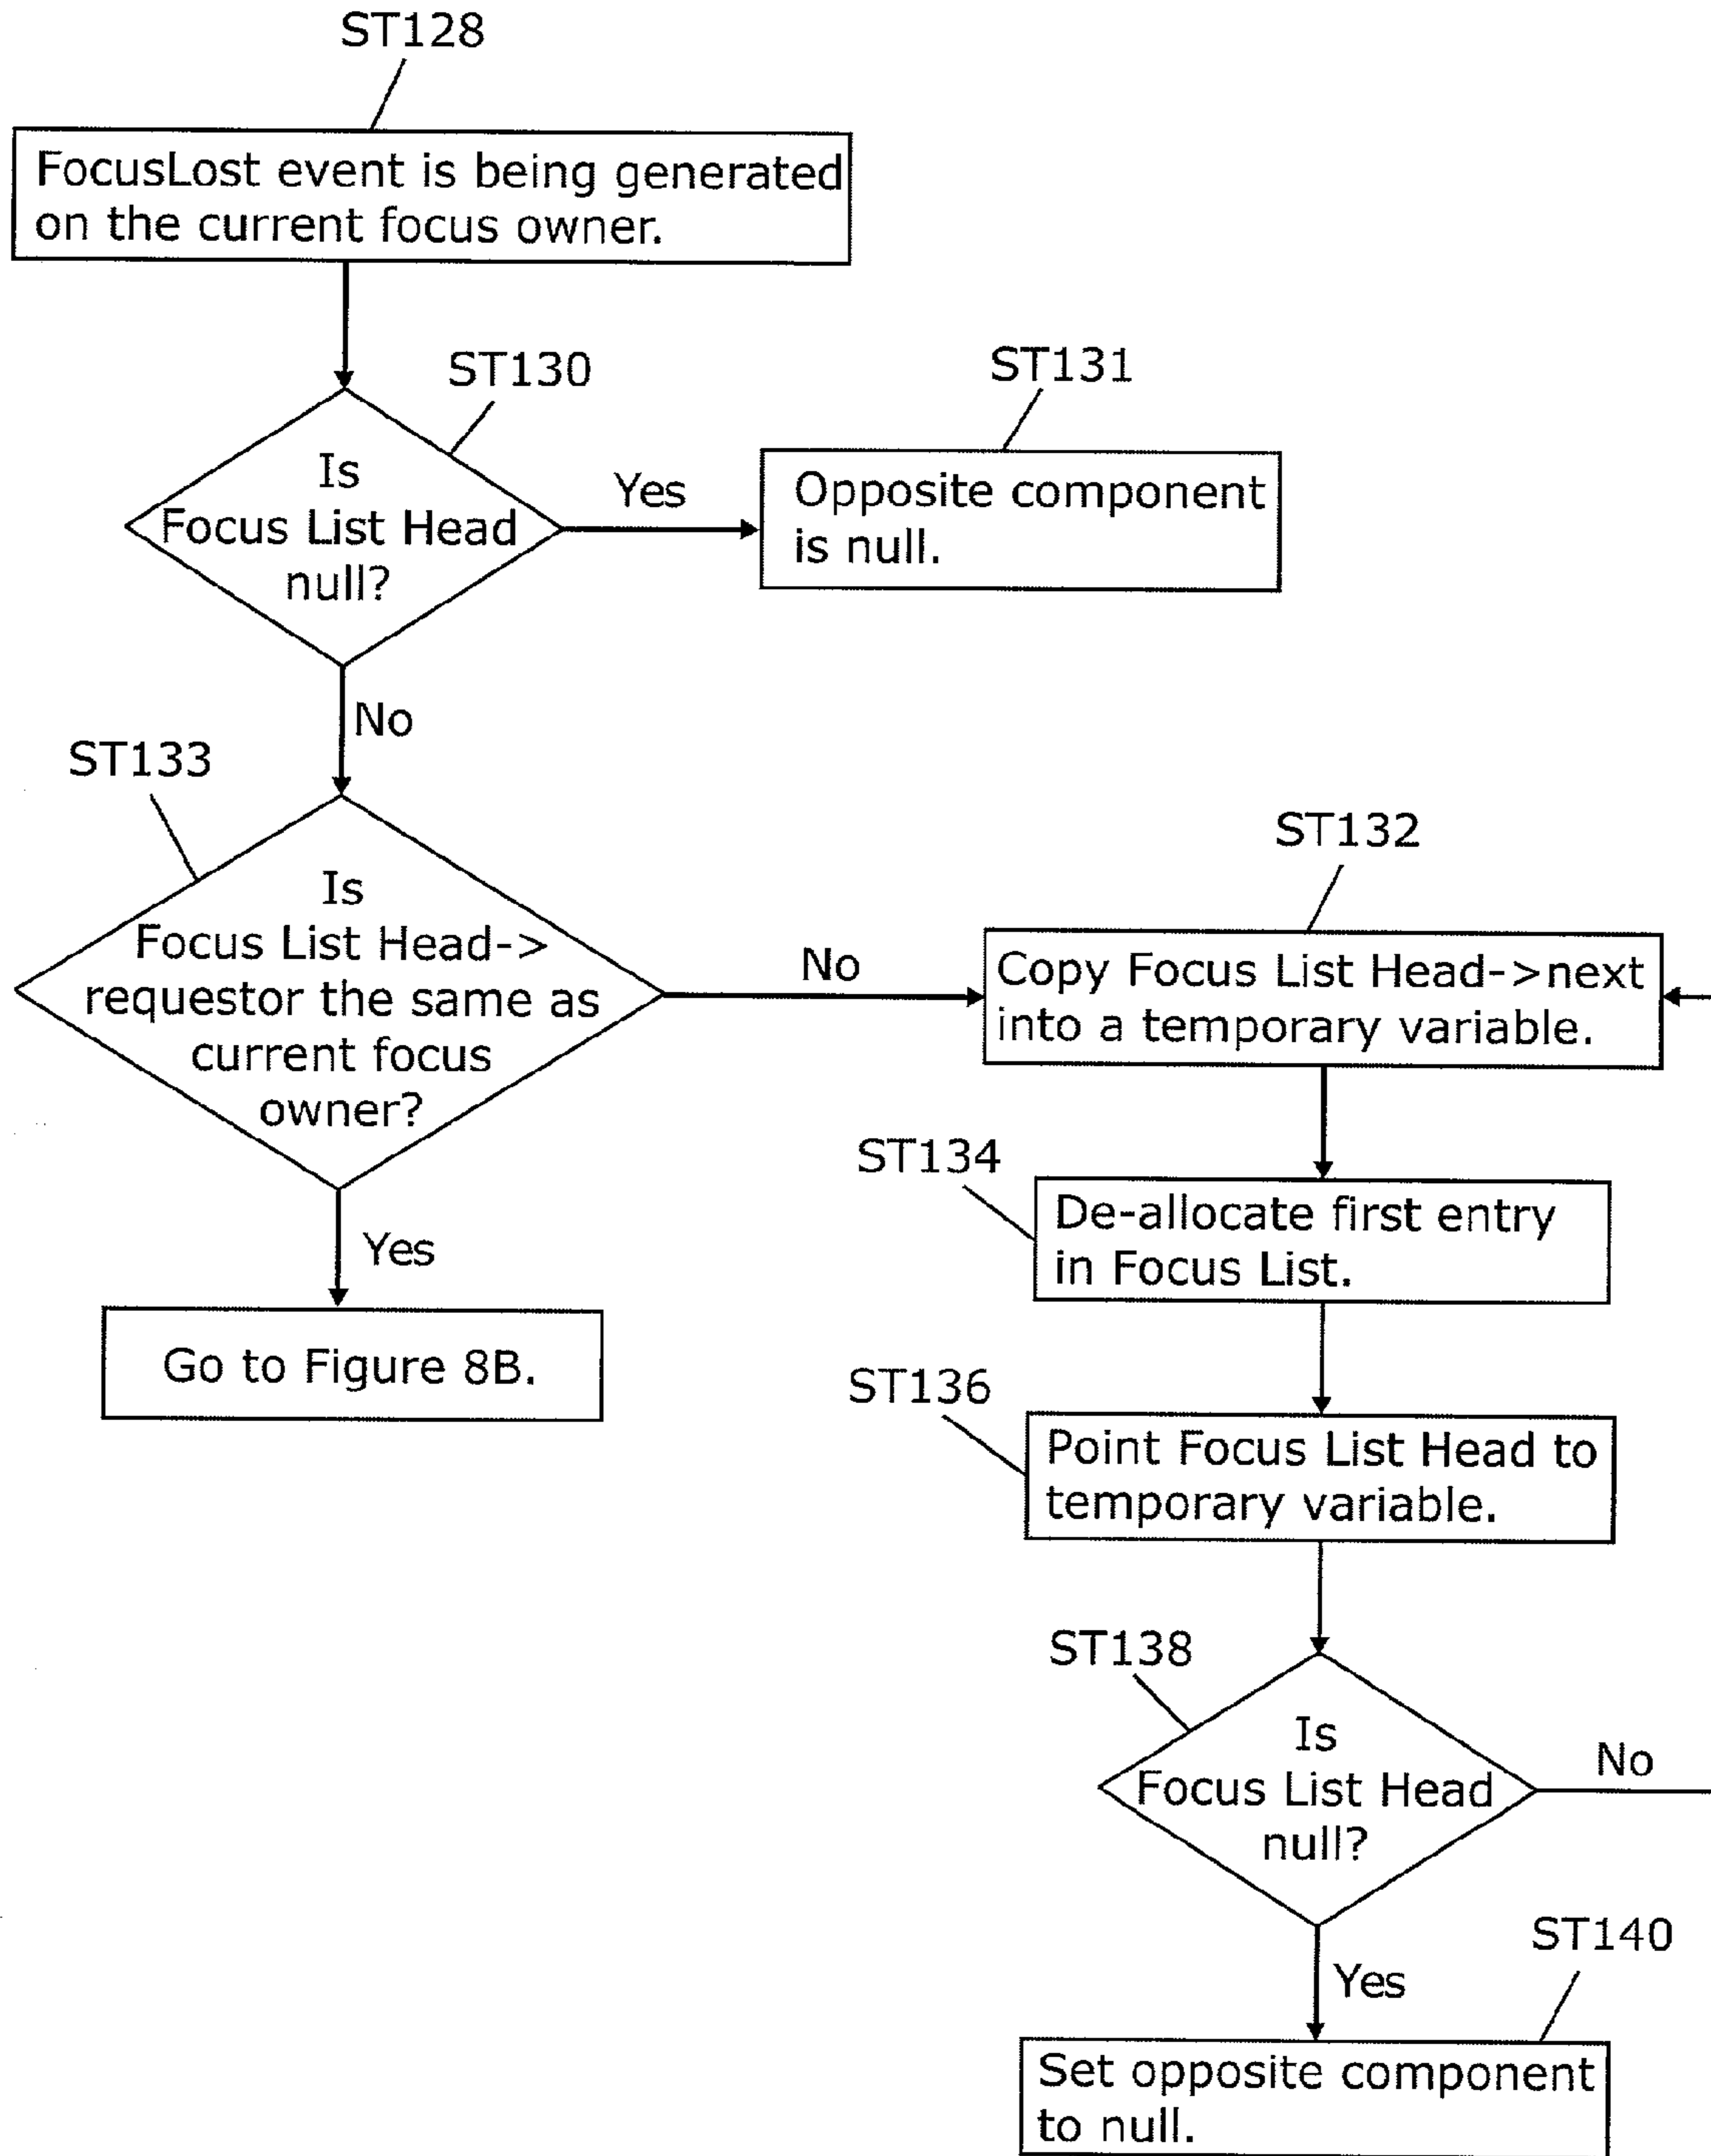 ST128
FocusLost event is being generated
on the current focus owner.
ST130
Is
Focus List Head
null?
Yes
ST131
Opposite component
is null.
No
ST133
Is
Focus List Head->
requestor the same as
current focus
owner?
No
ST132
Copy Focus List Head->next
into a temporary variable.
Yes
Go to Figure 8B.
ST134
De-allocate first entry
in Focus List.
ST136
Point Focus List Head to
temporary variable.
ST138
Is
Focus List Head
null?
No
Yes
ST140
Set opposite component
to null.